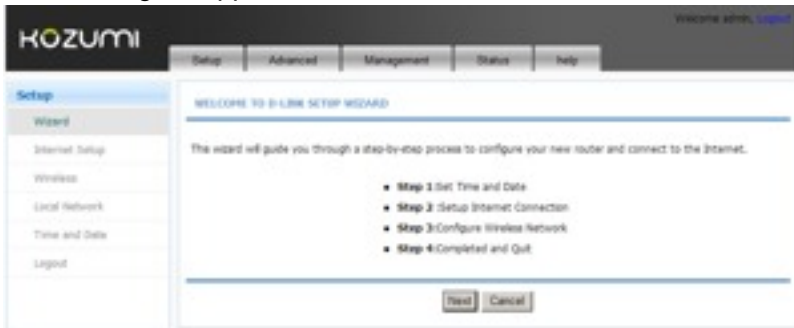 Welcome admin, Logout
KOZUMI
Setup Advanced Management Status help
Setup
WELCOME TO D-LINK SETUP WIZARD
Wizard
This wizard will guide you through a step-by-step process to configure your new router and connect to the Internet.
Internet Setup
Wireless
Step 1:Set Time and Date
Local Network
Step 2 :Setup Internet Connection
Time and Date
Step 3:Configure Wireless Network
Logout
Step 4:Completed and Quit
Next Cancel